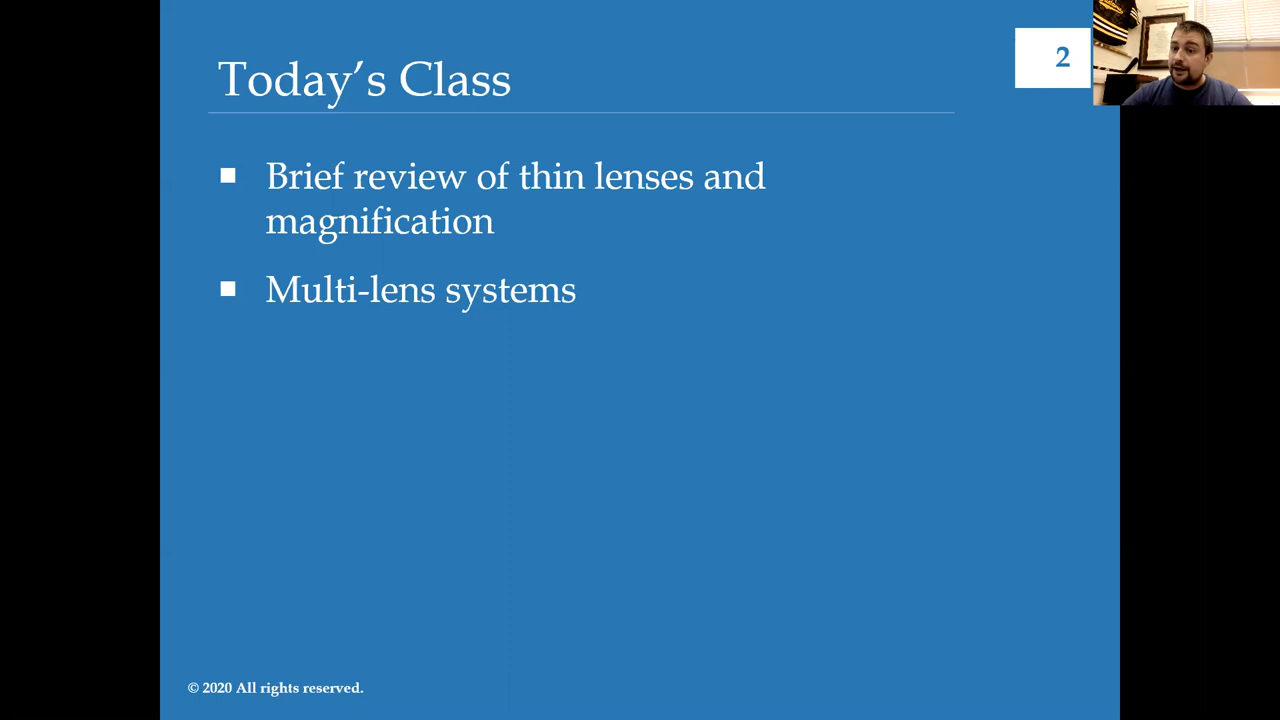 Today's Class
2
■ Brief review of thin lenses and
magnification
■ Multi-lens systems
© 2020 All rights reserved.